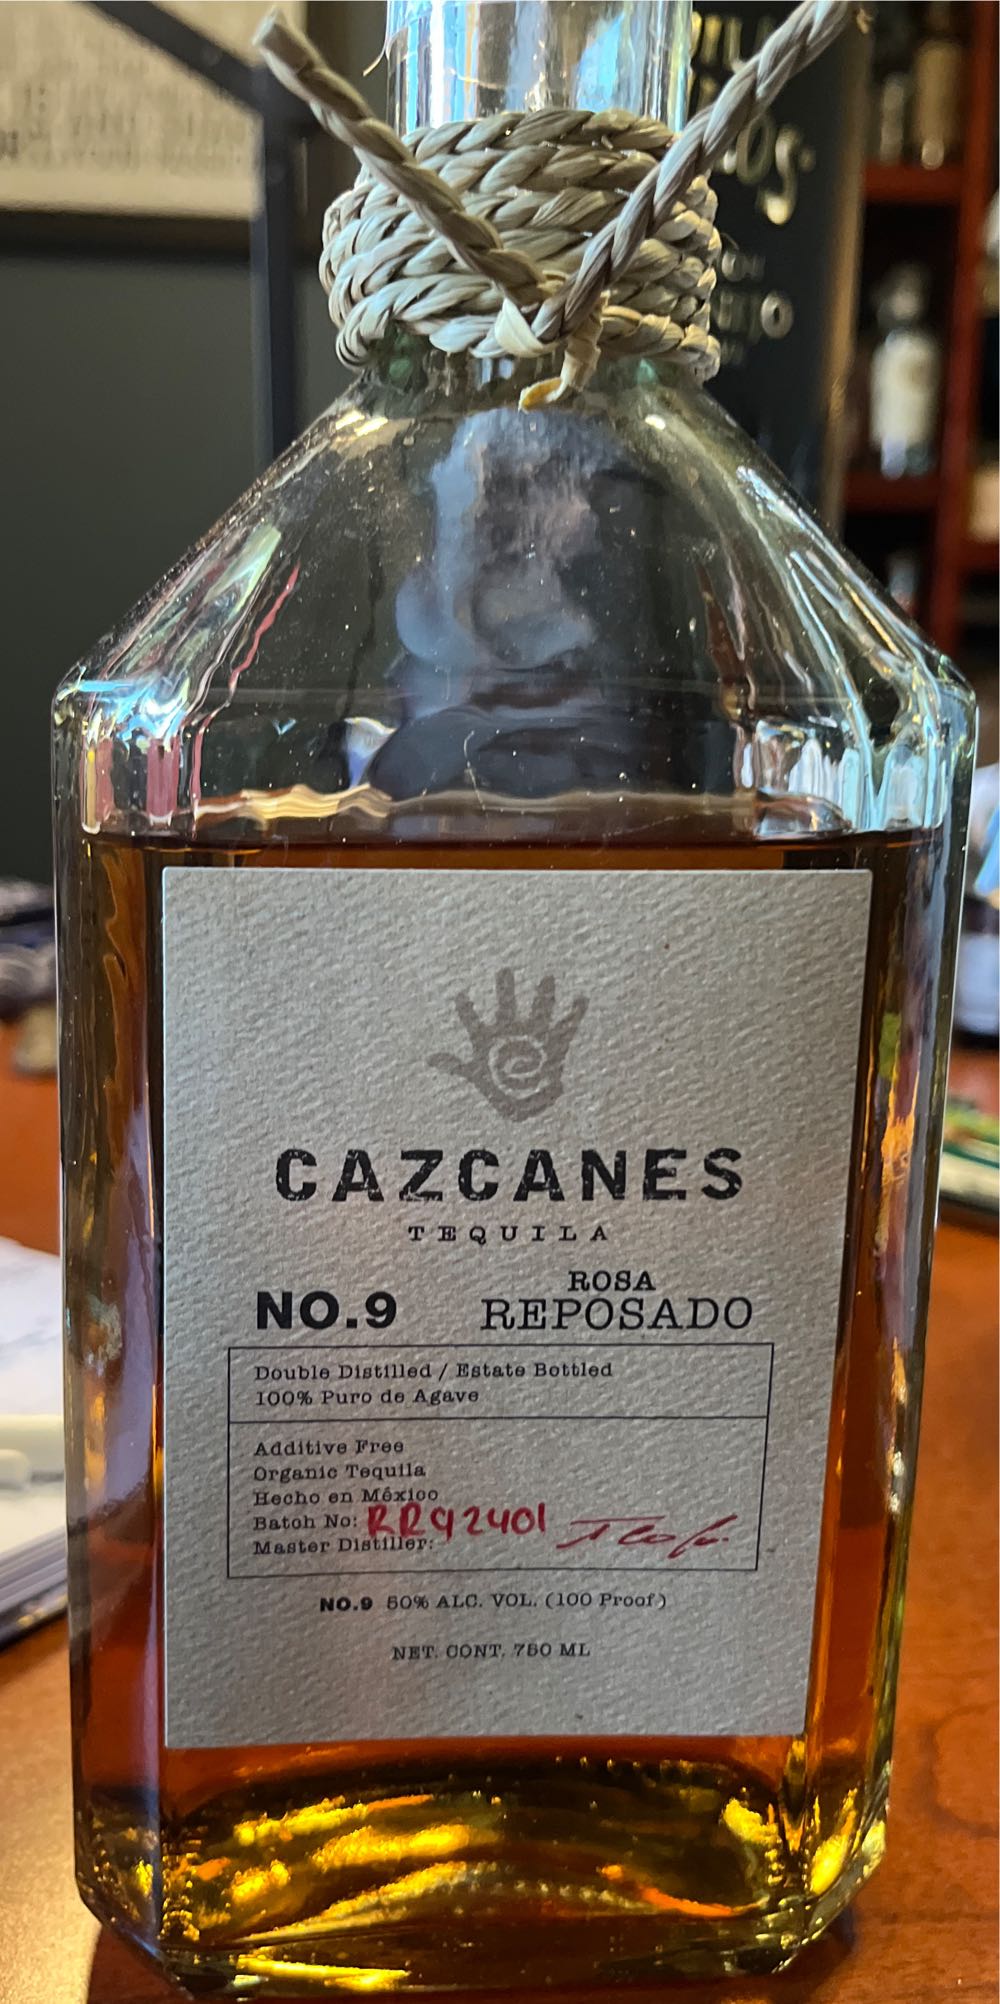 CAZCANES
TEQUILA
NO.9
ROSA
REPOSADO
Double Distilled / Estate Bottled
100% Puro de Agave
Additive Free
Organic Tequila
Hecho en México
Batch No: RR92401
Master Distiller:
NO.9 50% ALC. VOL. (100 Proof)
NET. CONT. 750 ML